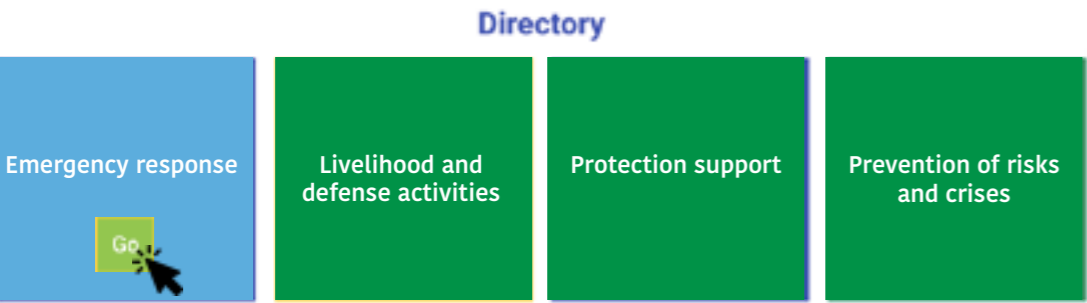 Directory
Emergency response
Go
Livelihood and
defense activities
Protection support
Prevention of risks
and crises